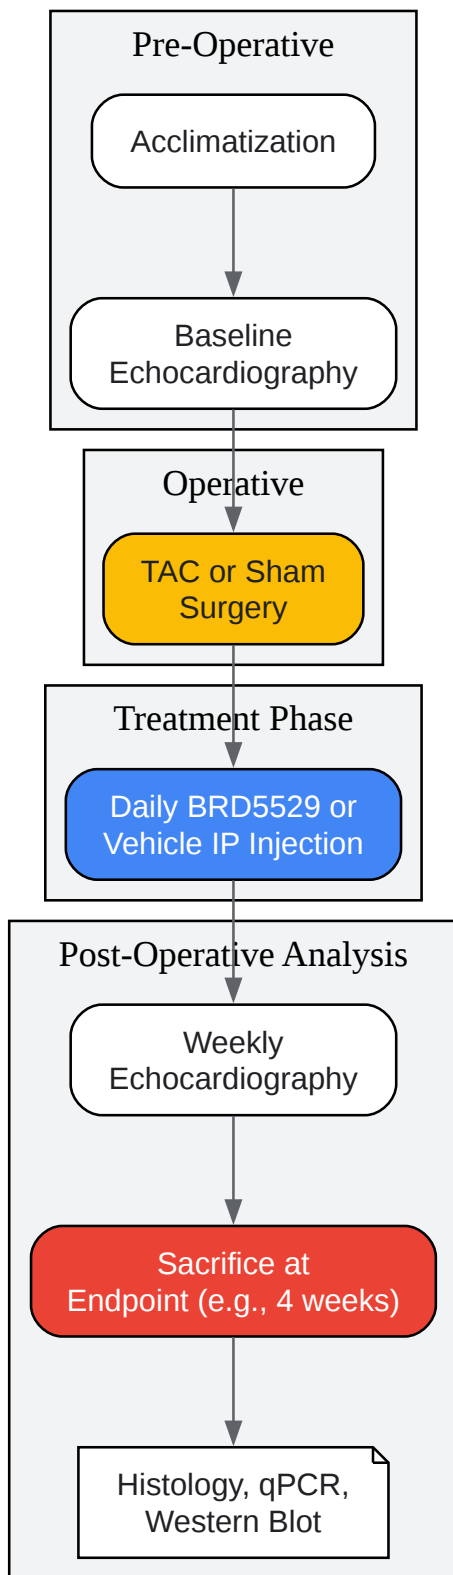 Pre-Operative
Acclimatization
Baseline
Echocardiography
Operative
TAC or Sham
Surgery
Treatment Phase
Daily BRD5529 or
Vehicle IP Injection
Post-Operative Analysis
Weekly
Echocardiography
Sacrifice at
Endpoint (e.g., 4 weeks)
Histology, qPCR,
Western Blot